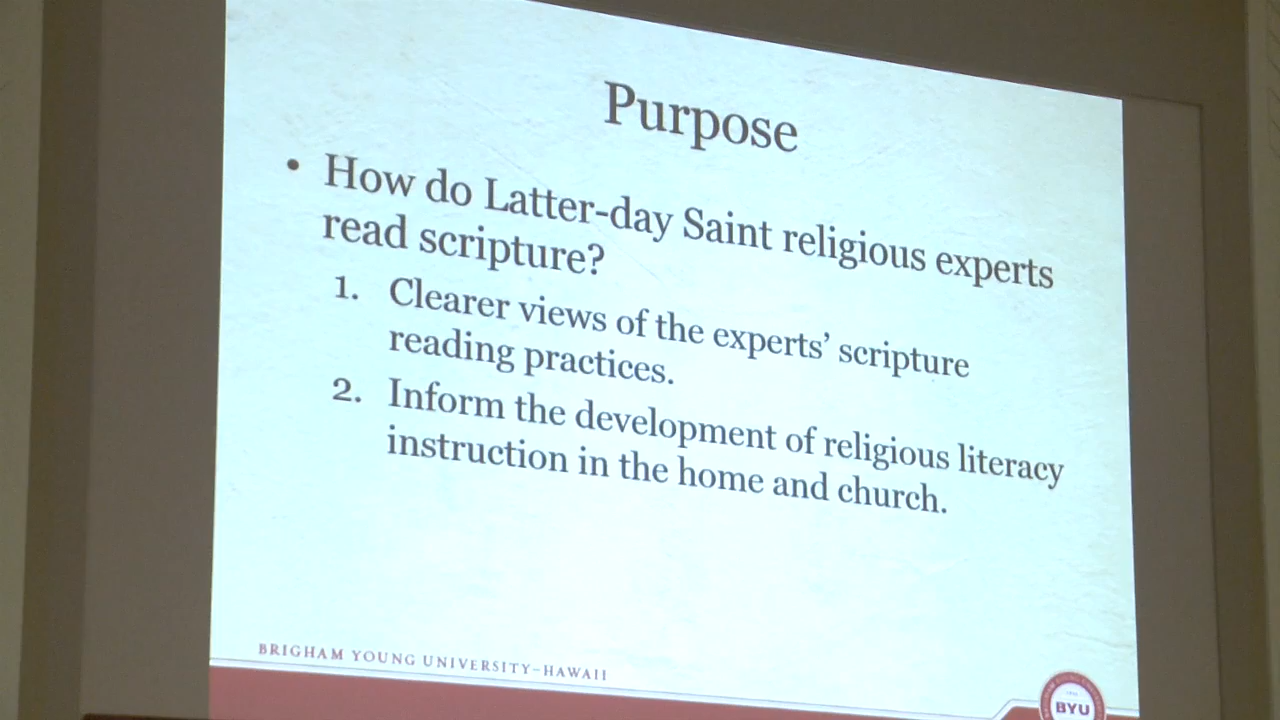 Purpose
• How do Latter-day Saint religious experts
read scripture?
1. Clearer views of the experts’ scripture
reading practices.
2. Inform the development of religious literacy
instruction in the home and church.
BRIGHAM YOUNG UNIVERSITY–HAWAII
BYU